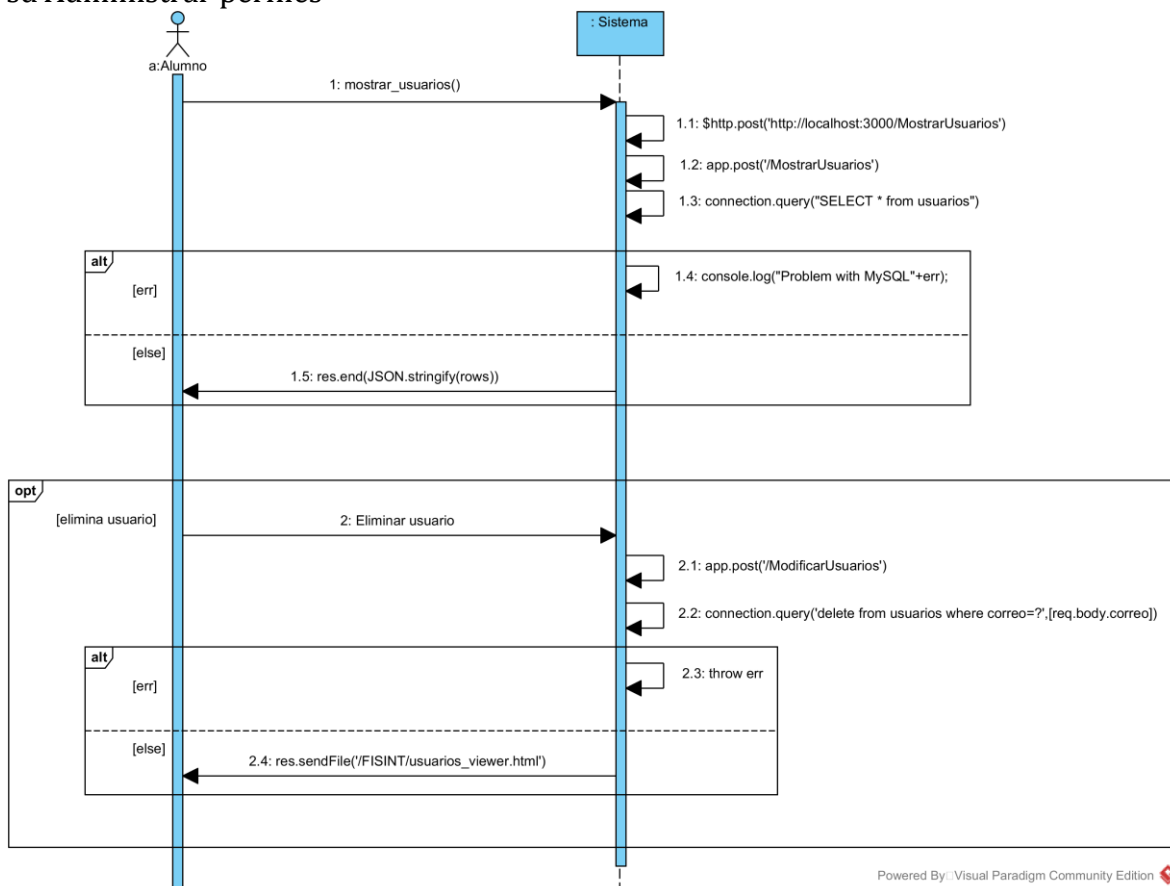 sd Administrar perfiles
: Sistema
a:Alumno
1: mostrar_usuarios()
1.1: $http.post('http://localhost:3000/MostrarUsuarios')
1.2: app.post('/MostrarUsuarios')
1.3: connection.query("SELECT * from usuarios")
alt
1.4: console.log("Problem with MySQL"+err);
[err]
[else]
1.5: res.end(JSON.stringify(rows))
opt
[elimina usuario]
2: Eliminar usuario
2.1: app.post('/ModificarUsuarios')
2.2: connection.query('delete from usuarios where correo=?',[req.body.correo])
alt
2.3: throw err
[err]
[else]
2.4: res.sendFile('/FISINT/usuarios_viewer.html')
Powered By Visual Paradigm Community Edition